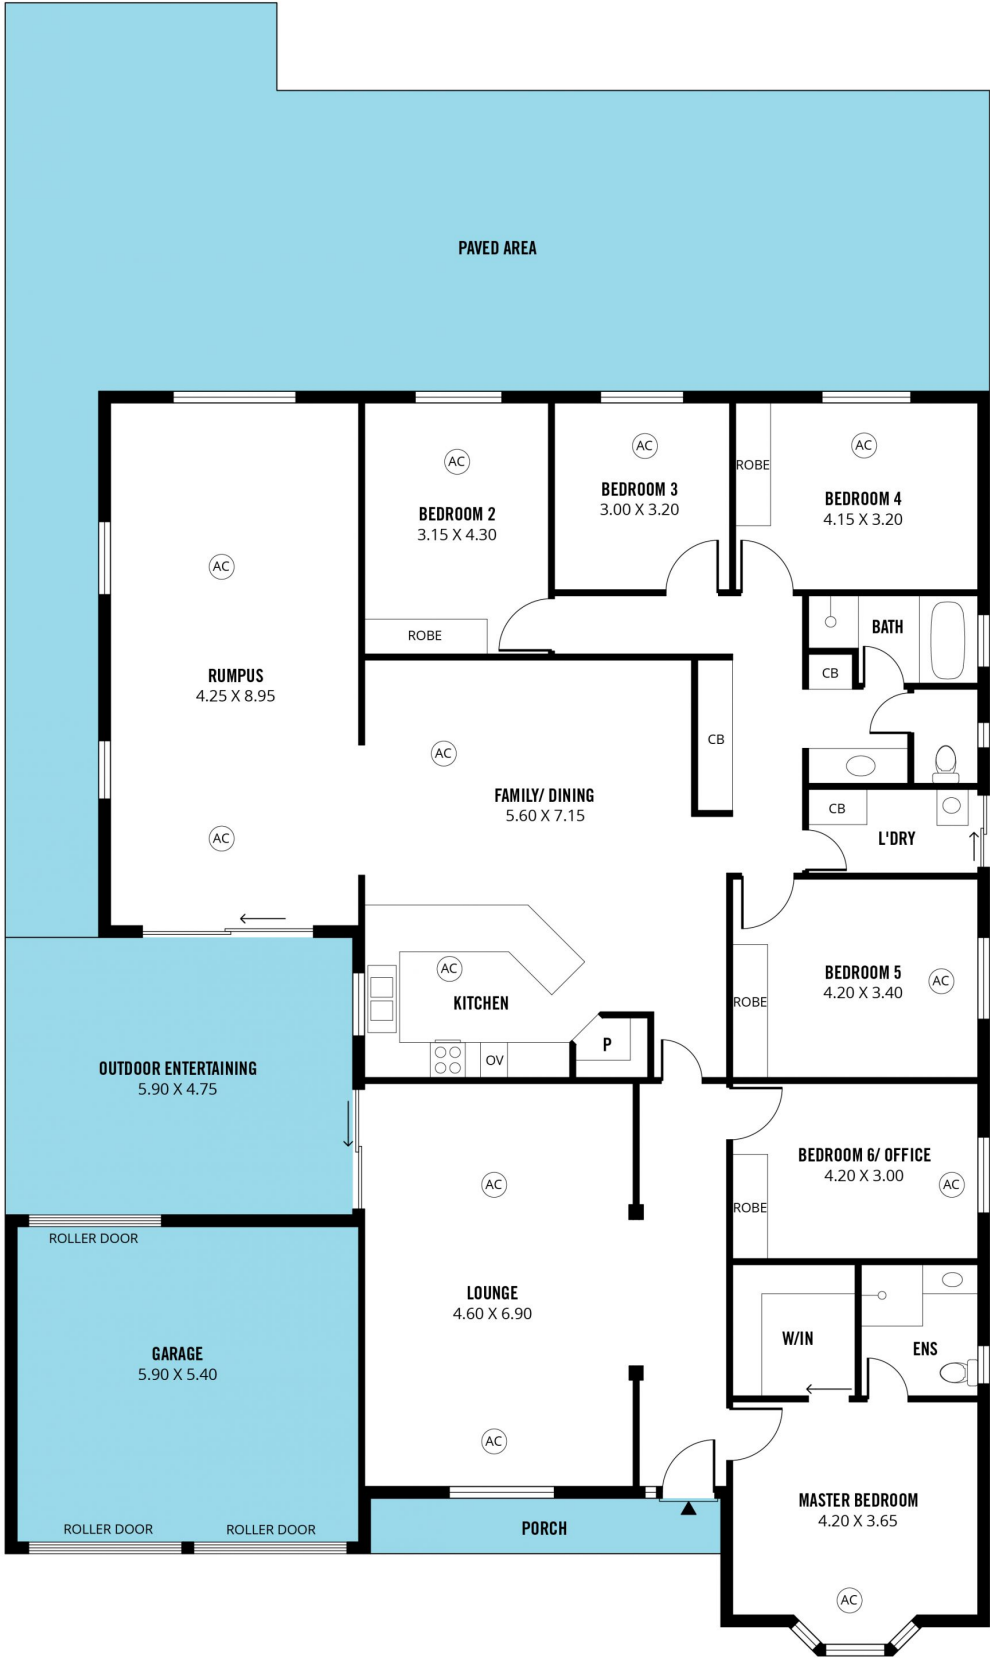 PAVED AREA
AC
BEDROOM 2
3.15 X 4.30
ROBE
AC
BEDROOM 3
3.00 X 3.20
ROBE
AC
BEDROOM 4
4.15 X 3.20
AC
RUMPUS
4.25 X 8.95
AC
BATH
CB
CB
AC
FAMILY/ DINING
5.60 X 7.15
CB
L'DRY
AC
KITCHEN
OV
P
BEDROOM 5
4.20 X 3.40
AC
ROBE
OUTDOOR ENTERTAINING
5.90 X 4.75
BEDROOM 6/ OFFICE
4.20 X 3.00
AC
ROBE
AC
LOUNGE
4.60 X 6.90
AC
ROLLER DOOR
GARAGE
5.90 X 5.40
ROLLER DOOR
ROLLER DOOR
W/IN
ENS
PORCH
MASTER BEDROOM
4.20 X 3.65
AC